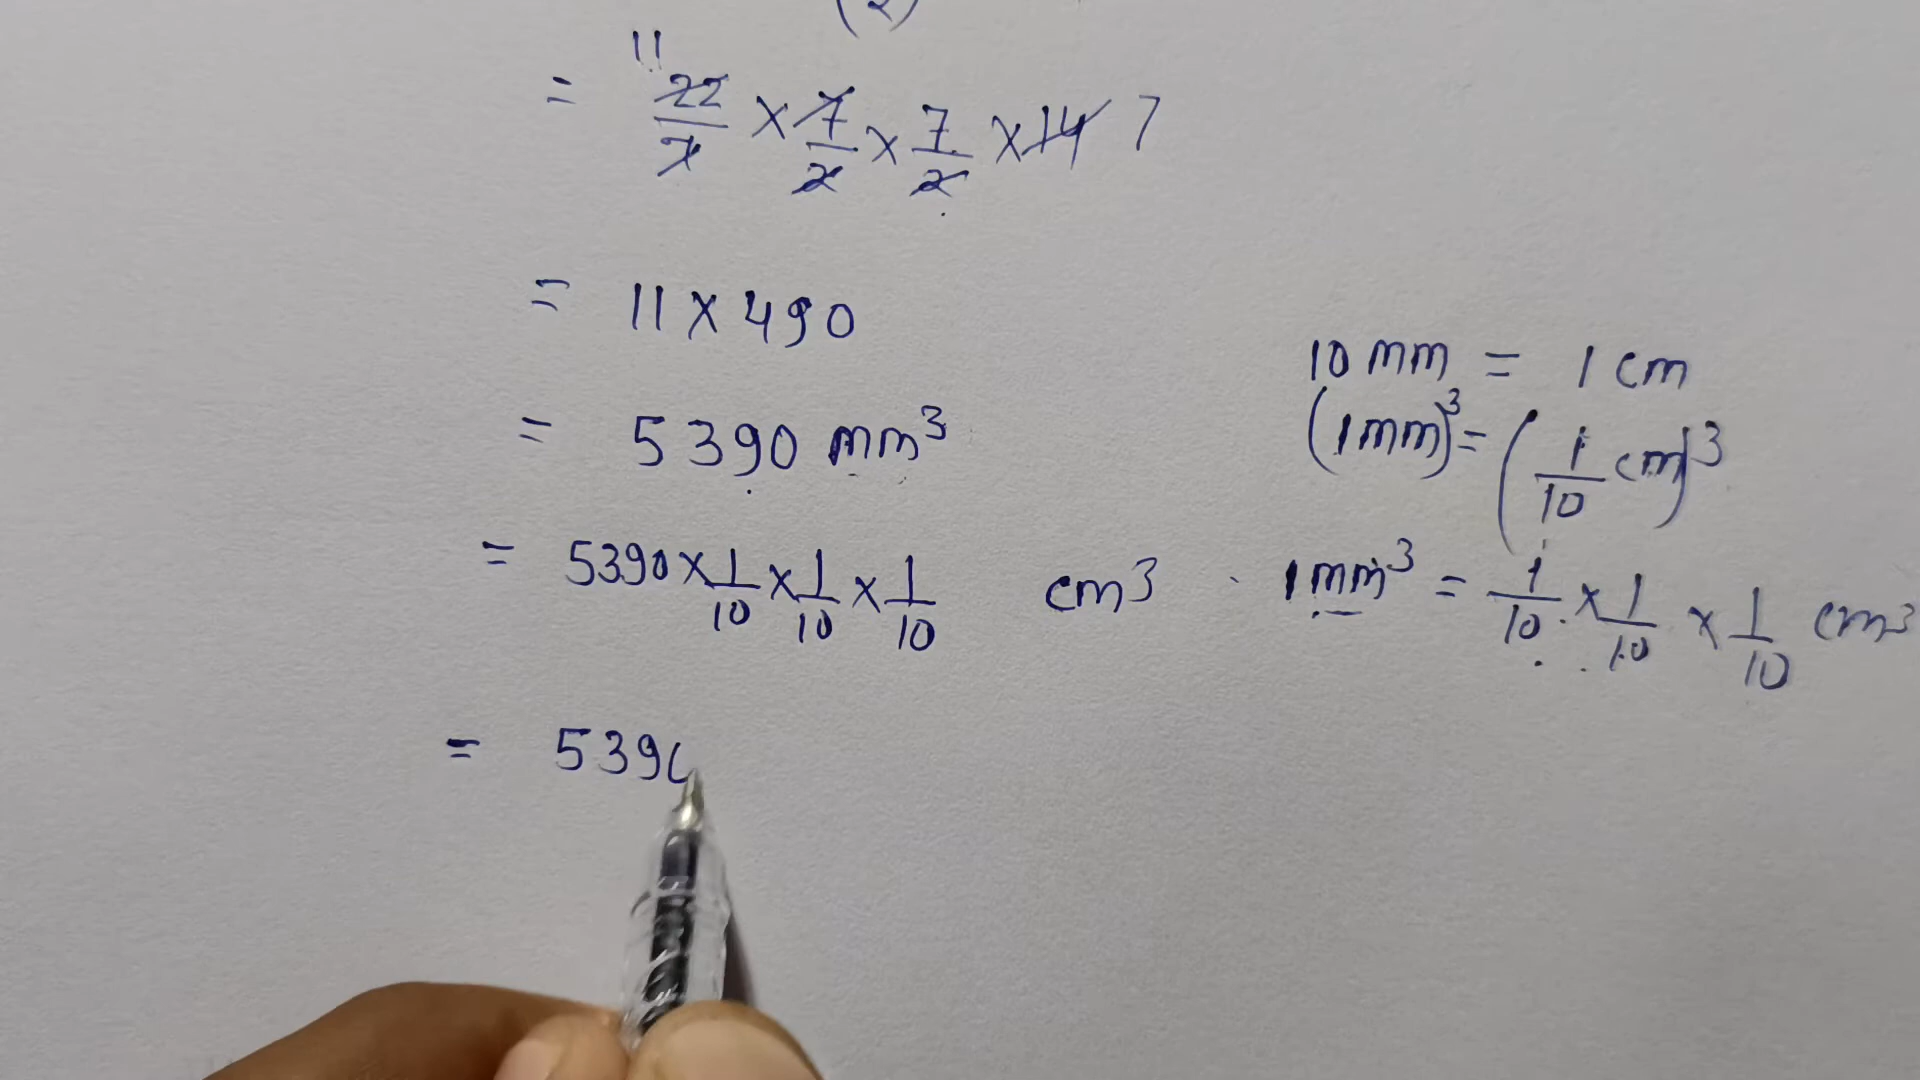 (2)
11
= 22/7 × 7/2 × 7/2 × 14 7
= 11 × 490
= 5390 mm³
= 5390 × 1/10 × 1/10 × 1/10 cm³
= 539
10 mm = 1 cm
(1mm)³ = (1/10 cm)³
1mm³ = 1/10 × 1/10 × 1/10 cm³